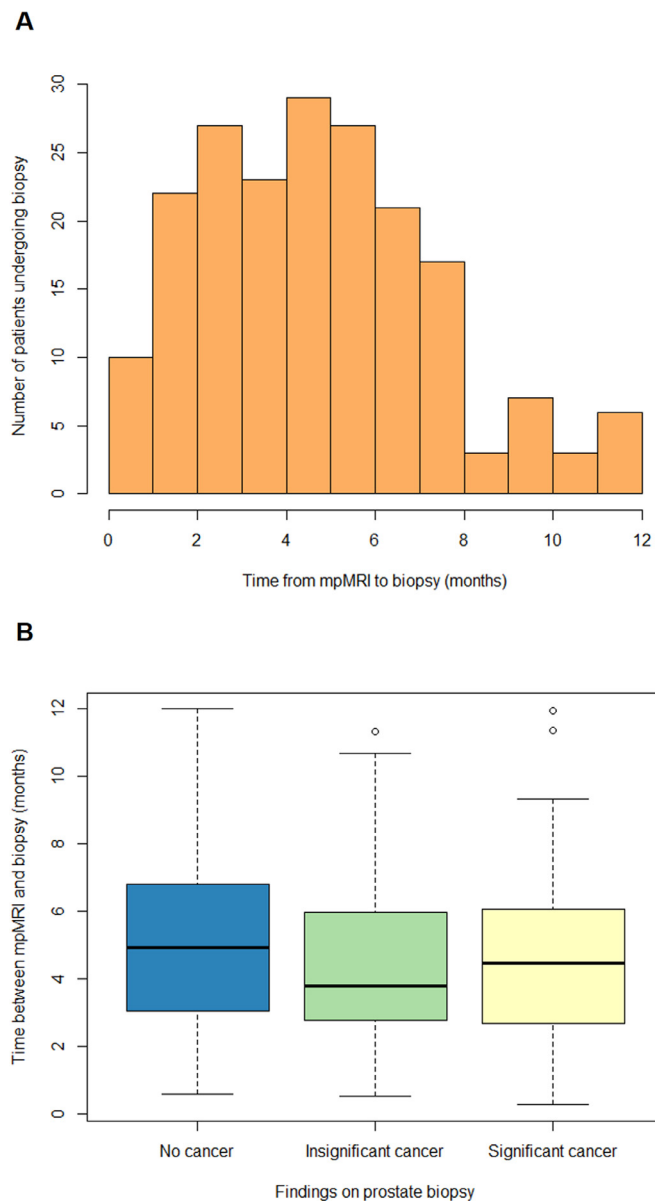 A
Number of patients undergoing biopsy
30
25
20
15
10
5
0
0 2 4 6 8 10 12
Time from mpMRI to biopsy (months)
B
Time between mpMRI and biopsy (months)
12
10
8
6
4
2
0
No cancer Insignificant cancer Significant cancer
Findings on prostate biopsy